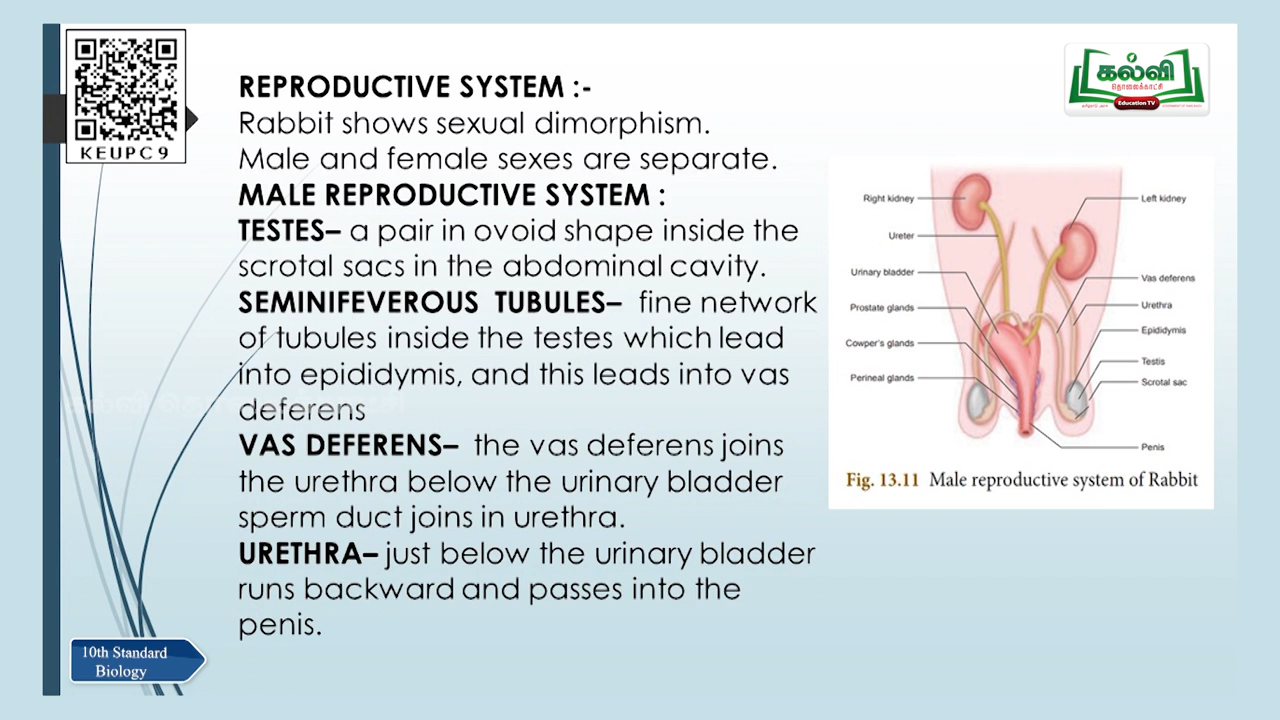 KEUPC9
REPRODUCTIVE SYSTEM :-
Rabbit shows sexual dimorphism.
Male and female sexes are separate.
MALE REPRODUCTIVE SYSTEM :
TESTES– a pair in ovoid shape inside the
scrotal sacs in the abdominal cavity.
SEMINIFEVEROUS TUBULES– fine network
of tubules inside the testes which lead
into epididymis, and this leads into vas
deferens
VAS DEFERENS– the vas deferens joins
the urethra below the urinary bladder
sperm duct joins in urethra.
URETHRA– just below the urinary bladder
runs backward and passes into the
penis.
10th Standard
Biology
கல்வி
தொலைக்காட்சி
Education TV
Right kidney
Ureter
Urinary bladder
Prostate glands
Cowper's glands
Perineal glands
Left kidney
Vas deferens
Urethra
Epididymis
Testis
Scrotal sac
Penis
Fig. 13.11 Male reproductive system of Rabbit